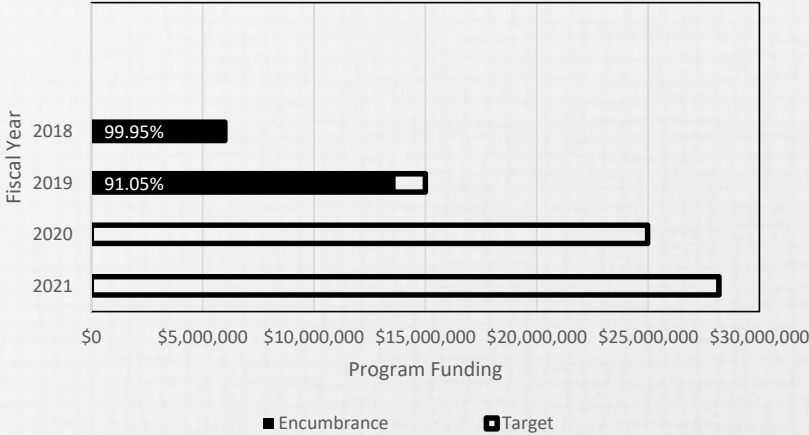 Fiscal Year
2018
99.95%
2019
91.05%
2020
2021
$0 $5,000,000 $10,000,000 $15,000,000 $20,000,000 $25,000,000 $30,000,000
Program Funding
Encumbrance Target